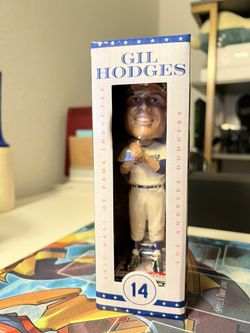 GIL
HODGES
2022 HALL OF FAME INDUCTEE
LOS ANGELES DODGERS
14